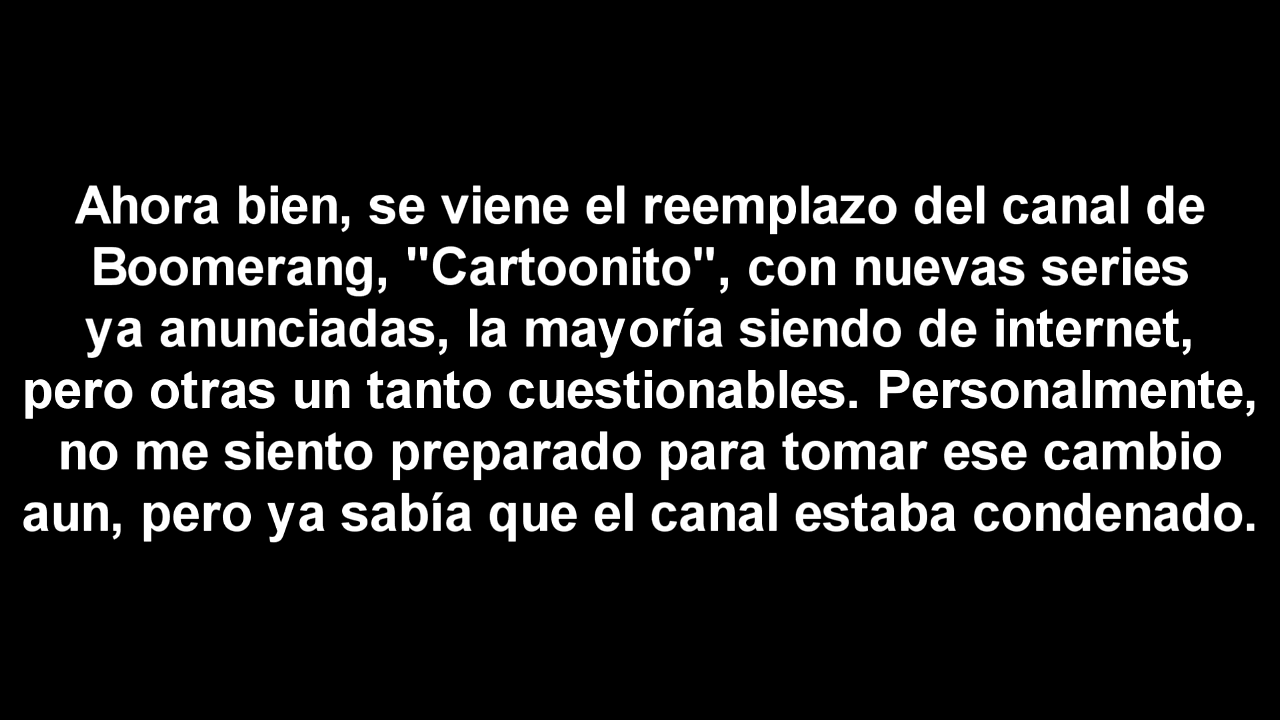 Ahora bien, se viene el reemplazo del canal de
Boomerang, "Cartoonito", con nuevas series
ya anunciadas, la mayoría siendo de internet,
pero otras un tanto cuestionables. Personalmente,
no me siento preparado para tomar ese cambio
aun, pero ya sabía que el canal estaba condenado.